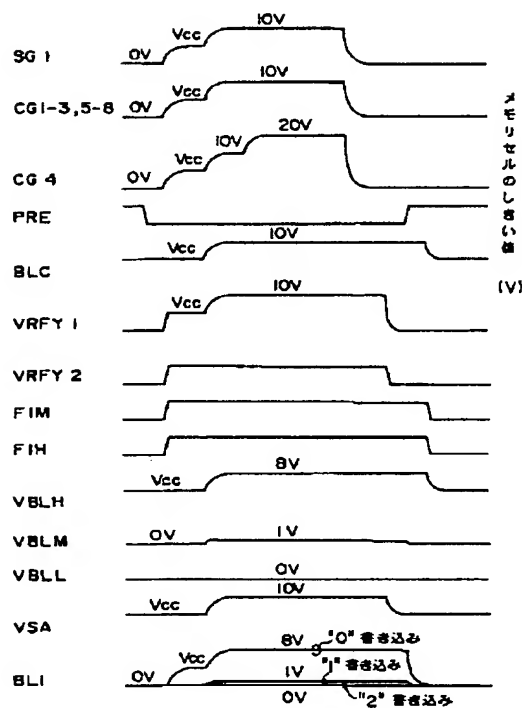 10V
Vcc
0V
SG 1
10V
Vcc
CG1-3,5-8 0V
20V
10V
Vcc
0V
CG 4
PRE
10V
Vcc
BLC
10V
Vcc
VRFY 1
VRFY 2
FIM
FIH
8V
Vcc
VBLH
0V 1V
VBLM
0V
VBLL
10V
Vcc
VSA
8V "0" 書き込み
Vcc "1" 書き込み
0V 1V
BL1
0V "2" 書き込み
メモリセルのしきい値
(V)